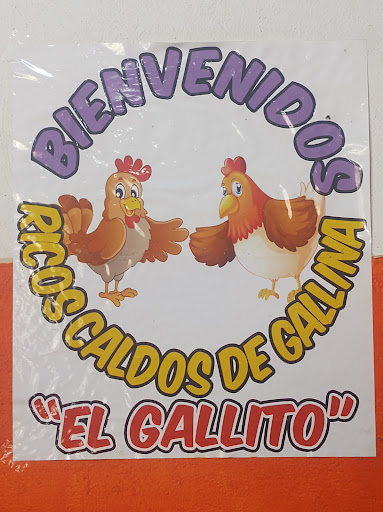 BIENVENIDOS
RICOS CALDOS DE GALLINA
"EL GALLITO"